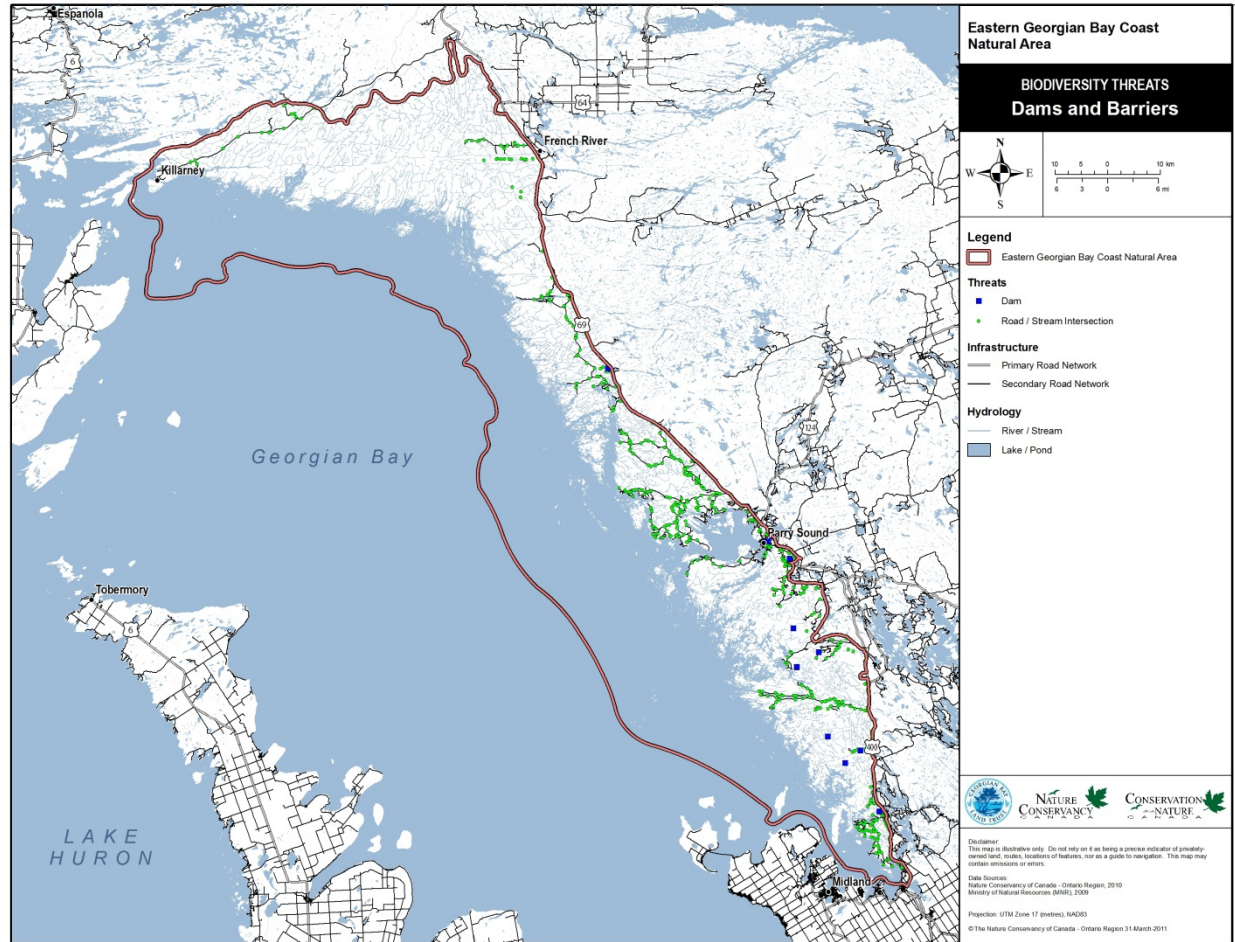 Eastern Georgian Bay Coast
Natural Area
BIODIVERSITY THREATS
Dams and Barriers
N
W
E
S
10 5 0 10 km
6 3 0 6 mi
Legend
Eastern Georgian Bay Coast Natural Area
Threats
Dam
Road / Stream Intersection
Infrastructure
Primary Road Network
Secondary Road Network
Hydrology
River / Stream
Lake / Pond
Espanola
6
64
French River
Killarney
69
124
Georgian Bay
Parry Sound
Tobermory
6
400
LAKE
HURON
Midland
GEORGIAN BAY
LAND TRUST
NATURE
CONSERVANCY
CANADA
CONSERVATION
NATURE
CANADA
Disclaimer:
This map is illustrative only. Do not rely on it as being a precise indicator of privately-
owned land, routes, locations of features, nor as a guide to navigation. This map may
contain omissions or errors.
Data Sources:
Nature Conservancy of Canada - Ontario Region, 2010
Ministry of Natural Resources (MNR), 2009
Projection: UTM Zone 17 (metres), NAD83
© The Nature Conservancy of Canada - Ontario Region 31-March-2011